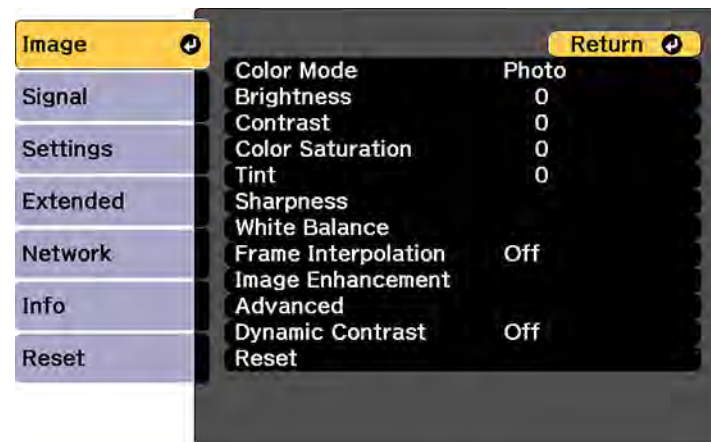 Image
Signal
Settings
Extended
Network
Info
Reset
Return
Color Mode Photo
Brightness 0
Contrast 0
Color Saturation 0
Tint 0
Sharpness
White Balance
Frame Interpolation Off
Image Enhancement
Advanced
Dynamic Contrast Off
Reset